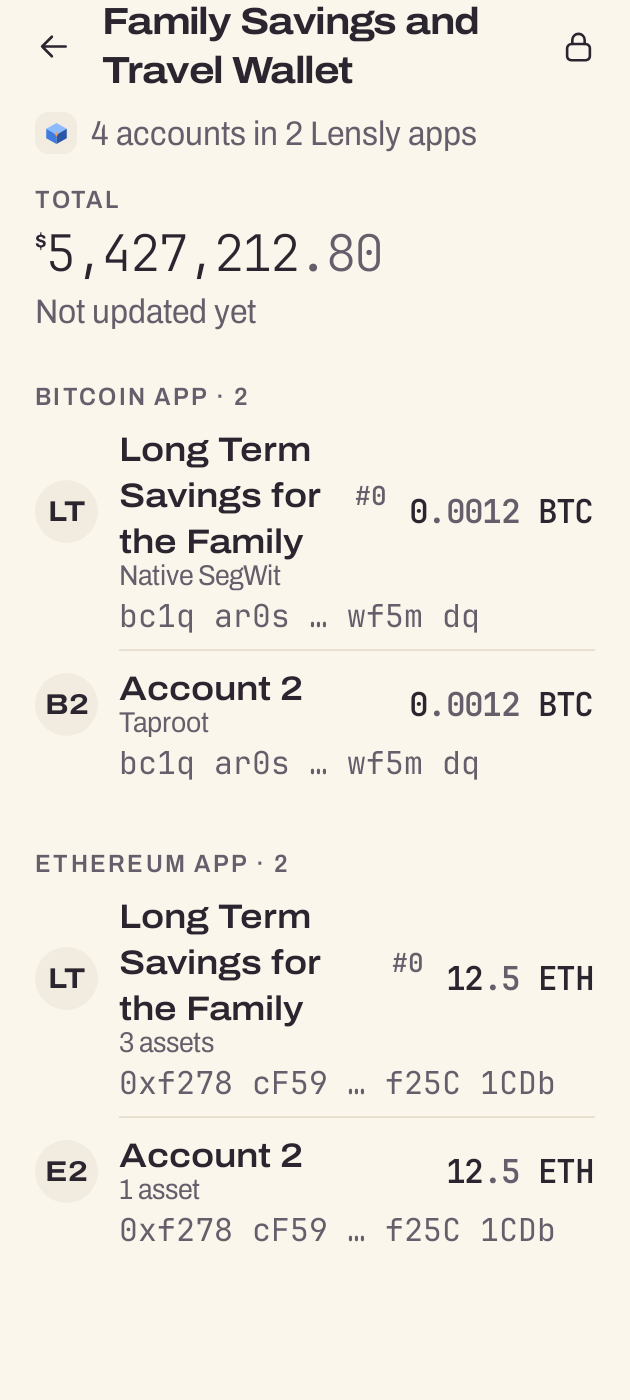 Family Savings and
Travel Wallet
4 accounts in 2 Lensly apps
TOTAL
$5,427,212.80
Not updated yet
BITCOIN APP · 2
LT
Long Term
Savings for
the Family
#0
0.0012 BTC
Native SegWit
bc1q ar0s … wf5m dq
B2
Account 2
0.0012 BTC
Taproot
bc1q ar0s … wf5m dq
ETHEREUM APP · 2
LT
Long Term
Savings for
the Family
#0
12.5 ETH
3 assets
0xf278 cF59 … f25C 1CDb
E2
Account 2
12.5 ETH
1 asset
0xf278 cF59 … f25C 1CDb